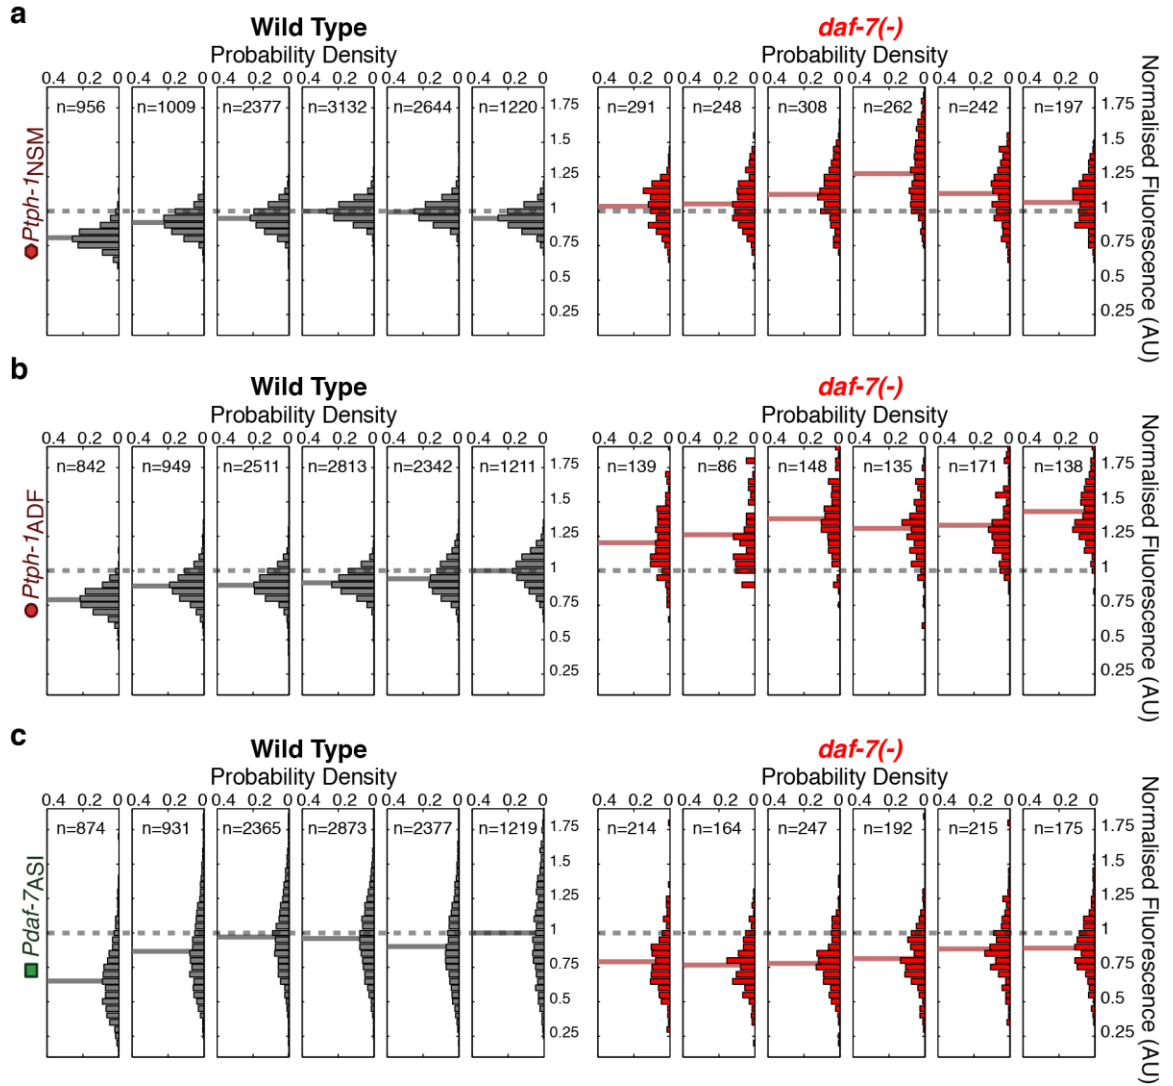 a
Wild Type
Probability Density
0.4 0.2 0 0.4 0.2 0 0.4 0.2 0 0.4 0.2 0 0.4 0.2 0 0.4 0.2 0
n=956 n=1009 n=2377 n=3132 n=2644 n=1220
1.75
1.5
1.25
1
0.75
0.5
0.25
Ptph-1NSM
daf-7(-)
Probability Density
0.4 0.2 0 0.4 0.2 0 0.4 0.2 0 0.4 0.2 0 0.4 0.2 0 0.4 0.2 0
n=291 n=248 n=308 n=262 n=242 n=197
1.75
1.5
1.25
1
0.75
0.5
0.25
Normalised Fluorescence (AU)
b
Wild Type
Probability Density
0.4 0.2 0 0.4 0.2 0 0.4 0.2 0 0.4 0.2 0 0.4 0.2 0 0.4 0.2 0
n=842 n=949 n=2511 n=2813 n=2342 n=1211
1.75
1.5
1.25
1
0.75
0.5
0.25
Ptph-1ADF
daf-7(-)
Probability Density
0.4 0.2 0 0.4 0.2 0 0.4 0.2 0 0.4 0.2 0 0.4 0.2 0 0.4 0.2 0
n=139 n=86 n=148 n=135 n=171 n=138
1.75
1.5
1.25
1
0.75
0.5
0.25
Normalised Fluorescence (AU)
c
Wild Type
Probability Density
0.4 0.2 0 0.4 0.2 0 0.4 0.2 0 0.4 0.2 0 0.4 0.2 0 0.4 0.2 0
n=874 n=931 n=2365 n=2873 n=2377 n=1219
1.75
1.5
1.25
1
0.75
0.5
0.25
Pdaf-7ASI
daf-7(-)
Probability Density
0.4 0.2 0 0.4 0.2 0 0.4 0.2 0 0.4 0.2 0 0.4 0.2 0 0.4 0.2 0
n=214 n=164 n=247 n=192 n=215 n=175
1.75
1.5
1.25
1
0.75
0.5
0.25
Normalised Fluorescence (AU)